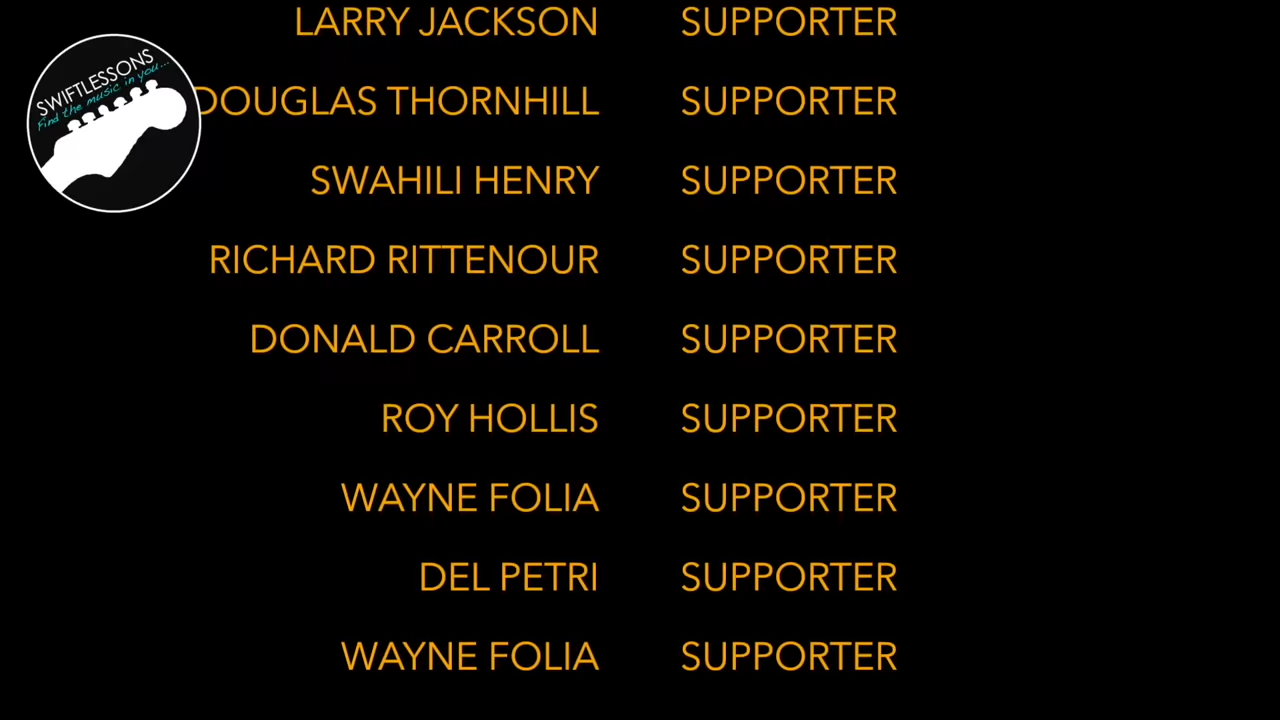 LARRY JACKSON SUPPORTER
SWIFTLESSONS
find the music in you...
DOUGLAS THORNHILL SUPPORTER
SWAHILI HENRY SUPPORTER
RICHARD RITTENOUR SUPPORTER
DONALD CARROLL SUPPORTER
ROY HOLLIS SUPPORTER
WAYNE FOLIA SUPPORTER
DEL PETRI SUPPORTER
WAYNE FOLIA SUPPORTER